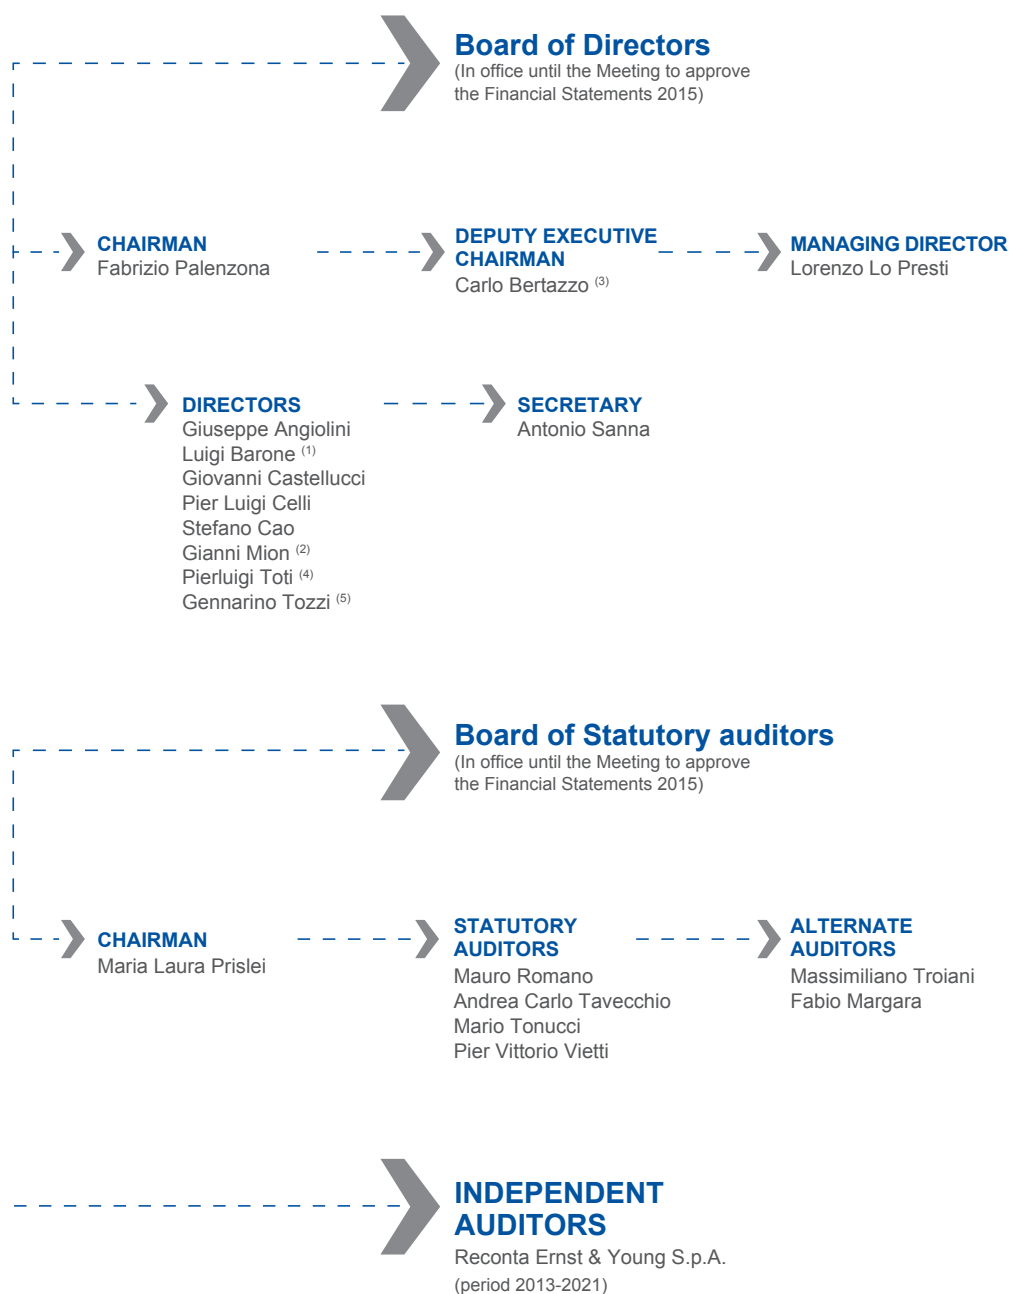 Board of Directors
(In office until the Meeting to approve
the Financial Statements 2015)
CHAIRMAN
Fabrizio Palenzona
DEPUTY EXECUTIVE
CHAIRMAN
Carlo Bertazzo (3)
MANAGING DIRECTOR
Lorenzo Lo Presti
DIRECTORS
Giuseppe Angiolini
Luigi Barone (1)
Giovanni Castellucci
Pier Luigi Celli
Stefano Cao
Gianni Mion (2)
Pierluigi Toti (4)
Gennarino Tozzi (5)
SECRETARY
Antonio Sanna
Board of Statutory auditors
(In office until the Meeting to approve
the Financial Statements 2015)
CHAIRMAN
Maria Laura Prislei
STATUTORY
AUDITORS
Mauro Romano
Andrea Carlo Tavecchio
Mario Tonucci
Pier Vittorio Vietti
ALTERNATE
AUDITORS
Massimiliano Troiani
Fabio Margara
INDEPENDENT
AUDITORS
Reconta Ernst & Young S.p.A.
(period 2013-2021)